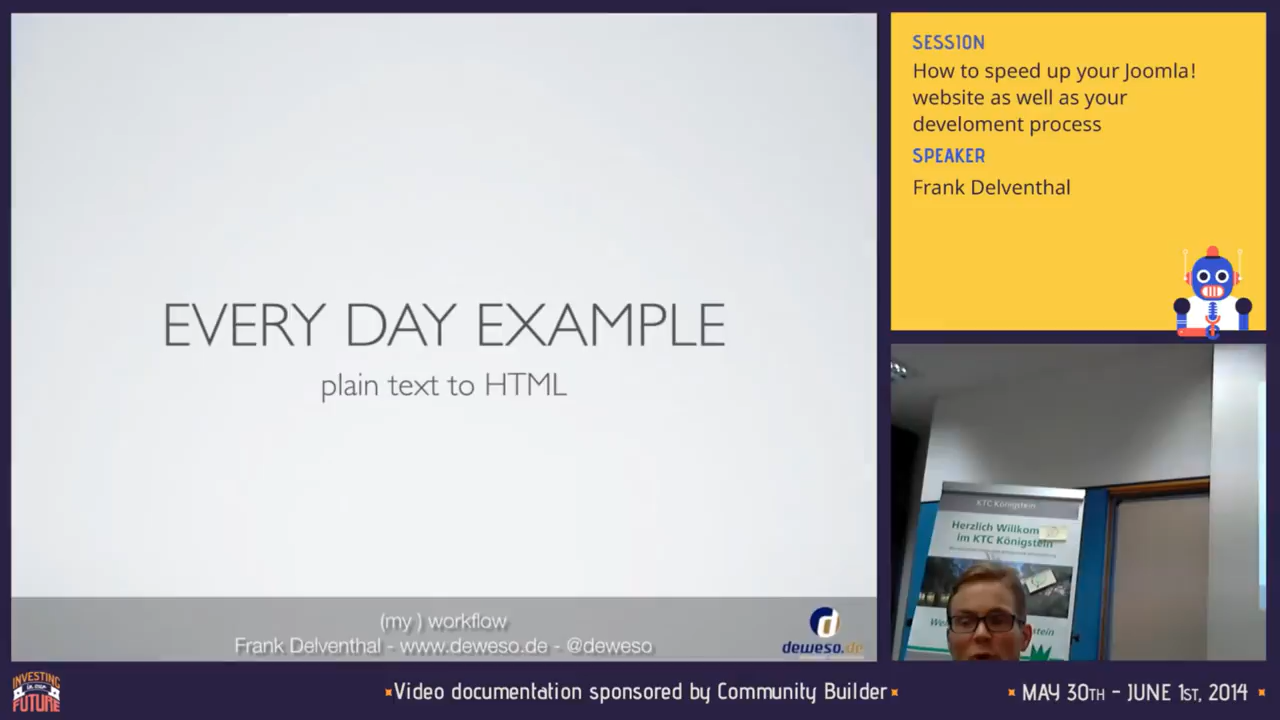 EVERY DAY EXAMPLE
plain text to HTML
(my ) workflow
Frank Delventhal - www.deweso.de - @deweso
deweso.de
SESSION
How to speed up your Joomla!
website as well as your
develoment process
SPEAKER
Frank Delventhal
KTC Königstein
Herzlich Willkom
im KTC Königstein
INVESTING
FUTURE
Video documentation sponsored by Community Builder
MAY 30TH - JUNE 1ST, 2014